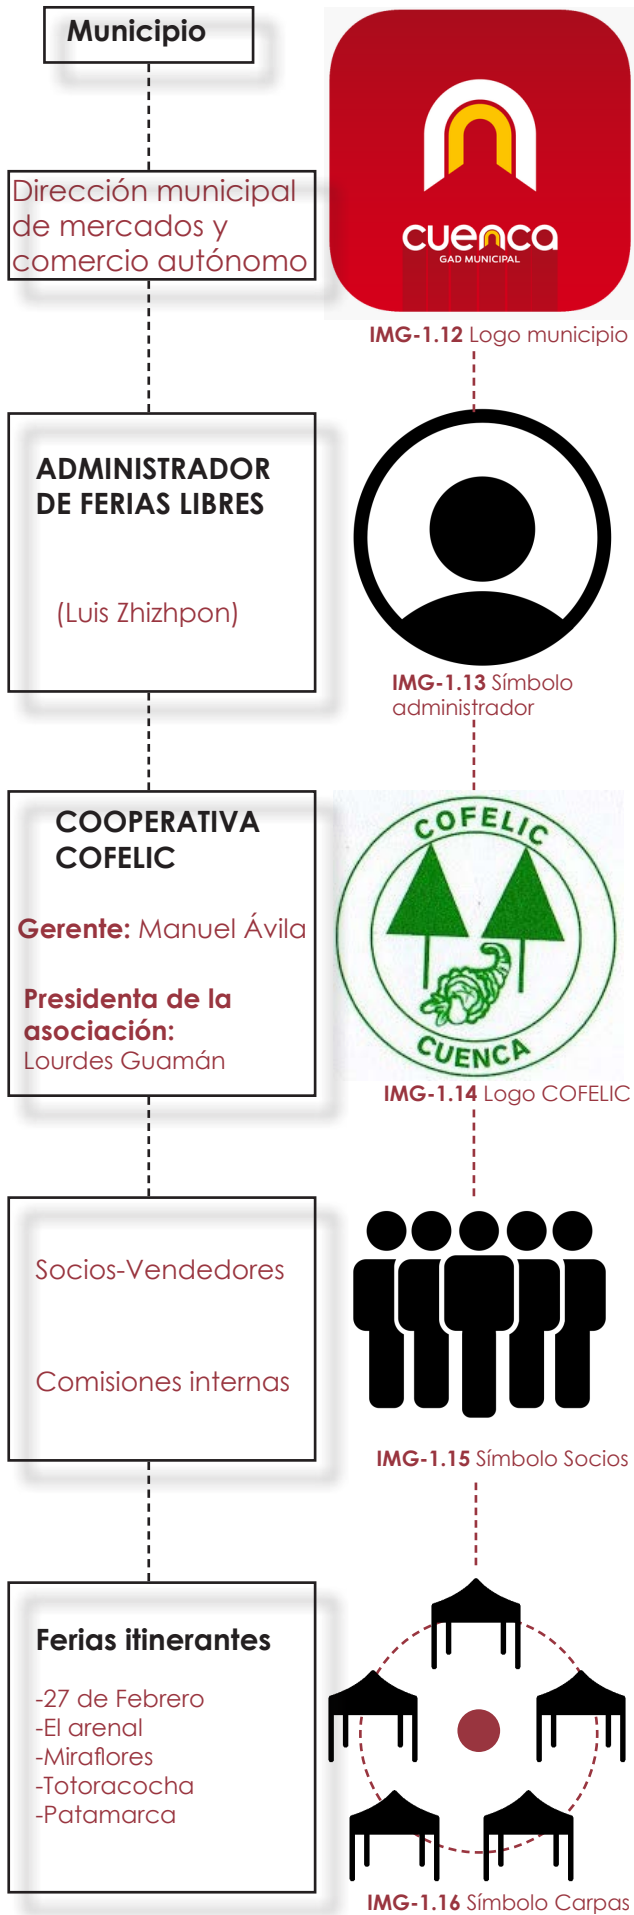 Municipio
cuenca
GAD MUNICIPAL
Dirección municipal
de mercados y
comercio autónomo
IMG-1.12 Logo municipio
ADMINISTRADOR
DE FERIAS LIBRES
(Luis Zhizhpon)
IMG-1.13 Símbolo
administrador
COOPERATIVA
COFELIC
Gerente: Manuel Ávila
Presidenta de la
asociación:
Lourdes Guamán
COFELIC
CUENCA
IMG-1.14 Logo COFELIC
Socios-Vendedores
Comisiones internas
IMG-1.15 Símbolo Socios
Ferias itinerantes
-27 de Febrero
-El arenal
-Miraflores
-Totoracocha
-Patamarca
IMG-1.16 Símbolo Carpas